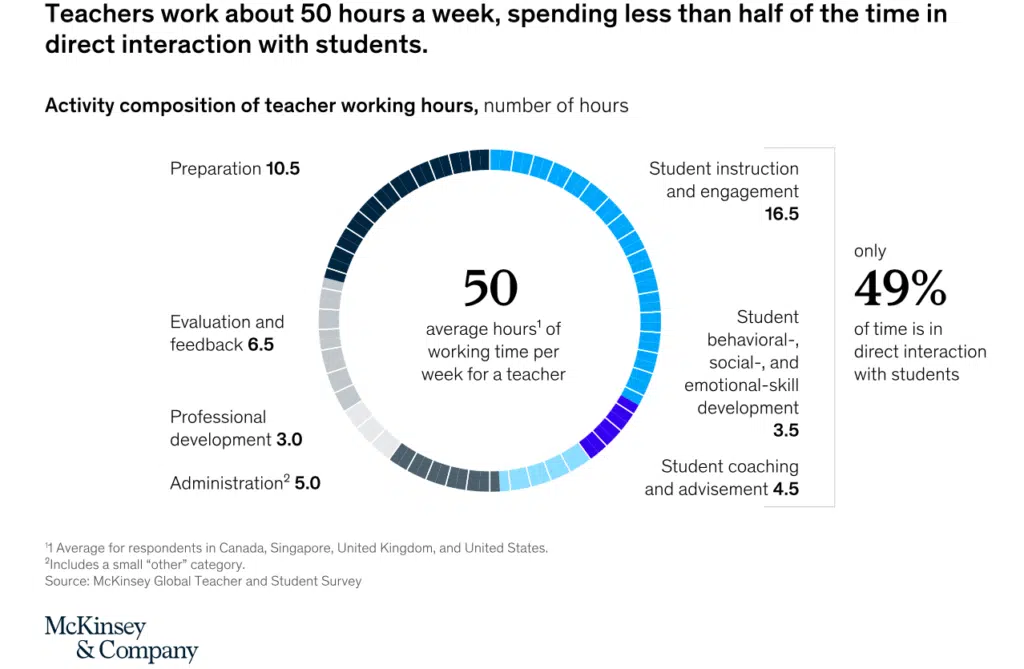 Teachers work about 50 hours a week, spending less than half of the time in
direct interaction with students.
Activity composition of teacher working hours, number of hours
Preparation 10.5
Evaluation and
feedback 6.5
Professional
development 3.0
Administration² 5.0
50
average hours¹ of
working time per
week for a teacher
Student instruction
and engagement
16.5
Student
behavioral-,
social-, and
emotional-skill
development
3.5
Student coaching
and advisement 4.5
only
49%
of time is in
direct interaction
with students
¹1 Average for respondents in Canada, Singapore, United Kingdom, and United States.
²Includes a small “other” category.
Source: McKinsey Global Teacher and Student Survey
McKinsey
& Company